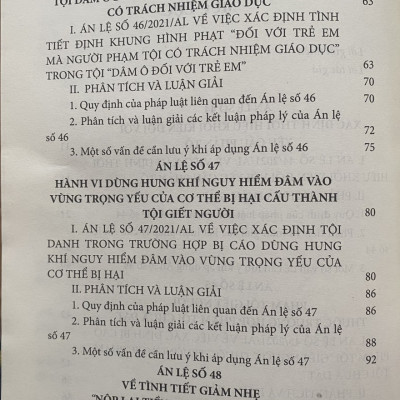 CÓ TRÁCH NHIỆM GIÁO DỤC 63
I. ÁN LỆ SỐ 46/2021/AL VỀ VIỆC XÁC ĐỊNH TÌNH
TIẾT ĐỊNH KHUNG HÌNH PHẠT “ĐỐI VỚI TRẺ EM
MÀ NGƯỜI PHẠM TỘI CÓ TRÁCH NHIỆM GIÁO DỤC”
TRONG TỘI “DÂM Ô ĐỐI VỚI TRẺ EM” 63
II. PHÂN TÍCH VÀ LUẬN GIẢI 70
1. Quy định của pháp luật liên quan đến Án lệ số 46 70
2. Phân tích và luận giải các kết luận pháp lý của Án lệ
số 46 72
3. Một số vấn đề cần lưu ý khi áp dụng Án lệ số 46 75
ÁN LỆ SỐ 47
HÀNH VI DÙNG HUNG KHÍ NGUY HIỂM ĐÂM VÀO
VÙNG TRỌNG YẾU CỦA CƠ THỂ BỊ HẠI CẤU THÀNH
TỘI GIẾT NGƯỜI 80
I. ÁN LỆ SỐ 47/2021/AL VỀ VIỆC XÁC ĐỊNH TỘI
DANH TRONG TRƯỜNG HỢP BỊ CÁO DÙNG HUNG
KHÍ NGUY HIỂM ĐÂM VÀO VÙNG TRỌNG YẾU CỦA
CƠ THỂ BỊ HẠI 80
II. PHÂN TÍCH VÀ LUẬN GIẢI 86
1. Quy định của pháp luật liên quan đến Án lệ số 47 86
2. Phân tích và luận giải các kết luận pháp lý của Án lệ
số 47 88
3. Một số vấn đề cần lưu ý khi áp dụng Án lệ số 47 92
ÁN LỆ SỐ 48
VỀ TÌNH TIẾT GIẢM NHẸ